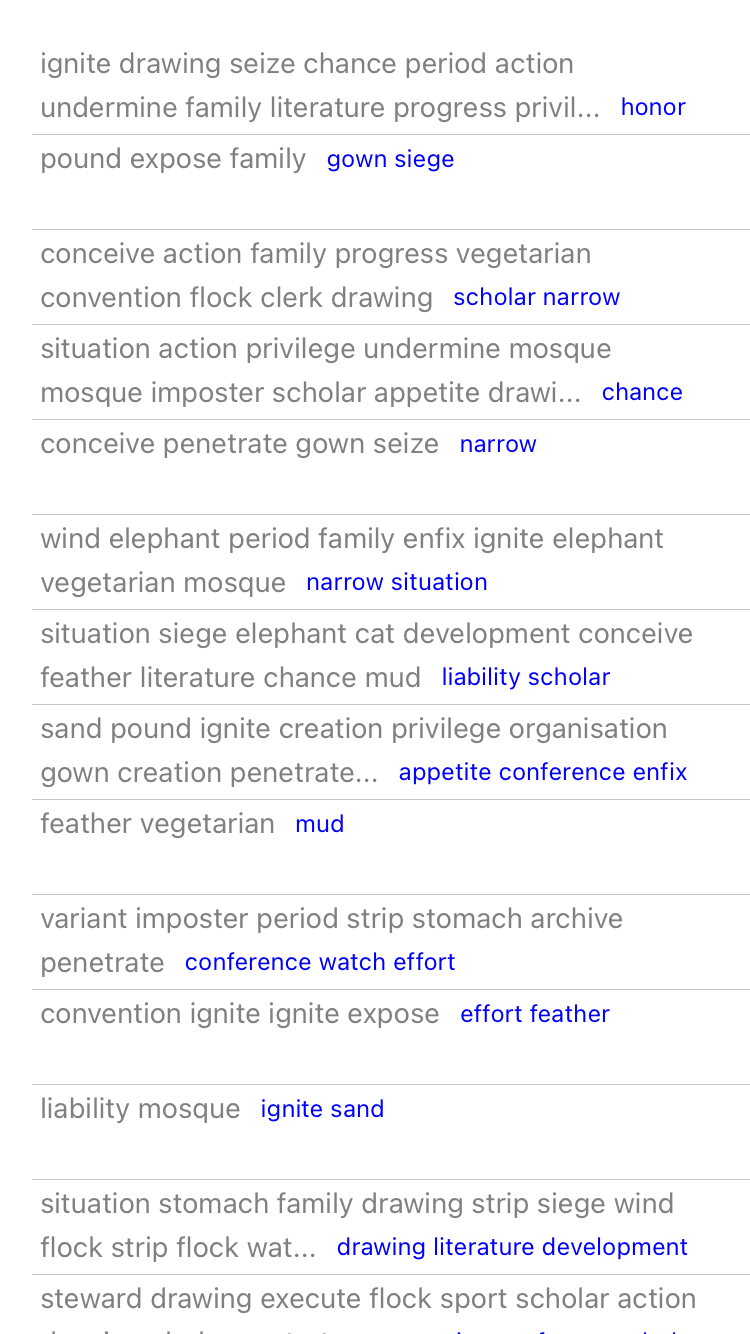 ignite drawing seize chance period action
undermine family literature progress privil... honor
pound expose family gown siege
conceive action family progress vegetarian
convention flock clerk drawing scholar narrow
situation action privilege undermine mosque
mosque imposter scholar appetite drawi... chance
conceive penetrate gown seize narrow
wind elephant period family enfix ignite elephant
vegetarian mosque narrow situation
situation siege elephant cat development conceive
feather literature chance mud liability scholar
sand pound ignite creation privilege organisation
gown creation penetrate... appetite conference enfix
feather vegetarian mud
variant imposter period strip stomach archive
penetrate conference watch effort
convention ignite ignite expose effort feather
liability mosque ignite sand
situation stomach family drawing strip siege wind
flock strip flock wat... drawing literature development
steward drawing execute flock sport scholar action